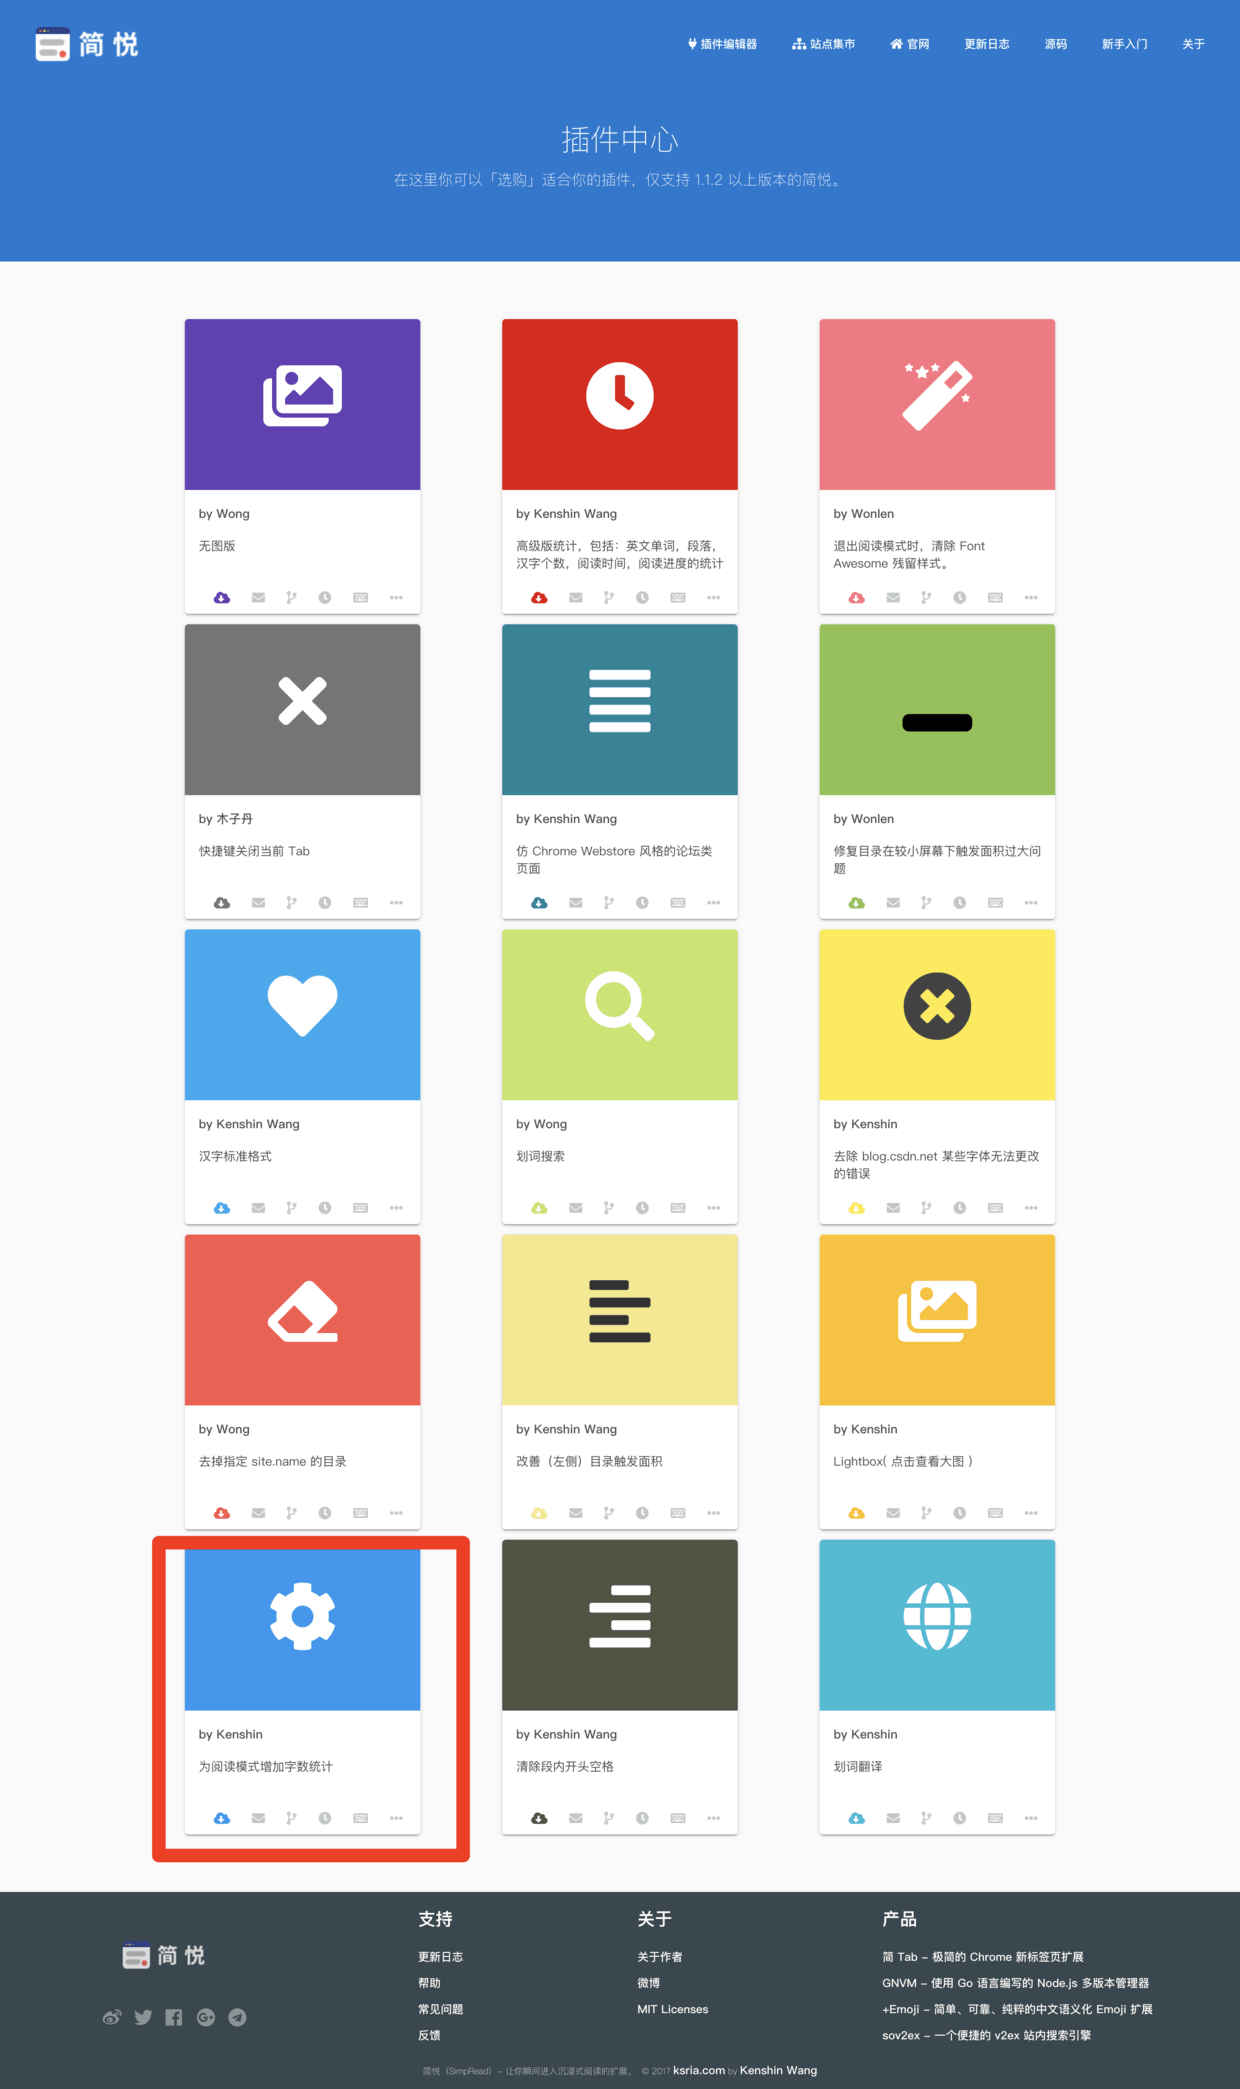 简 悦
插件编辑器 站点集市 官网 更新日志 源码 新手入门 关于
插件中心
在这里你可以「选购」适合你的插件，仅支持 1.1.2 以上版本的简悦。
by Wong
无图版
by Kenshin Wang
高级版统计，包括：英文单词，段落，
汉字个数，阅读时间，阅读进度的统计
by Wonlen
退出阅读模式时，清除 Font
Awesome 残留样式。
by 木子丹
快捷键关闭当前 Tab
by Kenshin Wang
仿 Chrome Webstore 风格的论坛类
页面
by Wonlen
修复目录在较小屏幕下触发面积过大问
题
by Kenshin Wang
汉字标准格式
by Wong
划词搜索
by Kenshin
去除 blog.csdn.net 某些字体无法更改
的错误
by Wong
去掉指定 site.name 的目录
by Kenshin Wang
改善（左侧）目录触发面积
by Kenshin
Lightbox( 点击查看大图 )
by Kenshin
为阅读模式增加字数统计
by Kenshin Wang
清除段内开头空格
by Kenshin
划词翻译
简 悦
支持
更新日志
帮助
常见问题
反馈
关于
关于作者
微博
MIT Licenses
产品
简 Tab – 极简的 Chrome 新标签页扩展
GNVM – 使用 Go 语言编写的 Node.js 多版本管理器
+Emoji – 简单、可靠、纯粹的中文语义化 Emoji 扩展
sov2ex – 一个便捷的 v2ex 站内搜索引擎
简悦（SimpRead）– 让你瞬间进入沉浸式阅读的扩展。 © 2017 ksria.com by Kenshin Wang